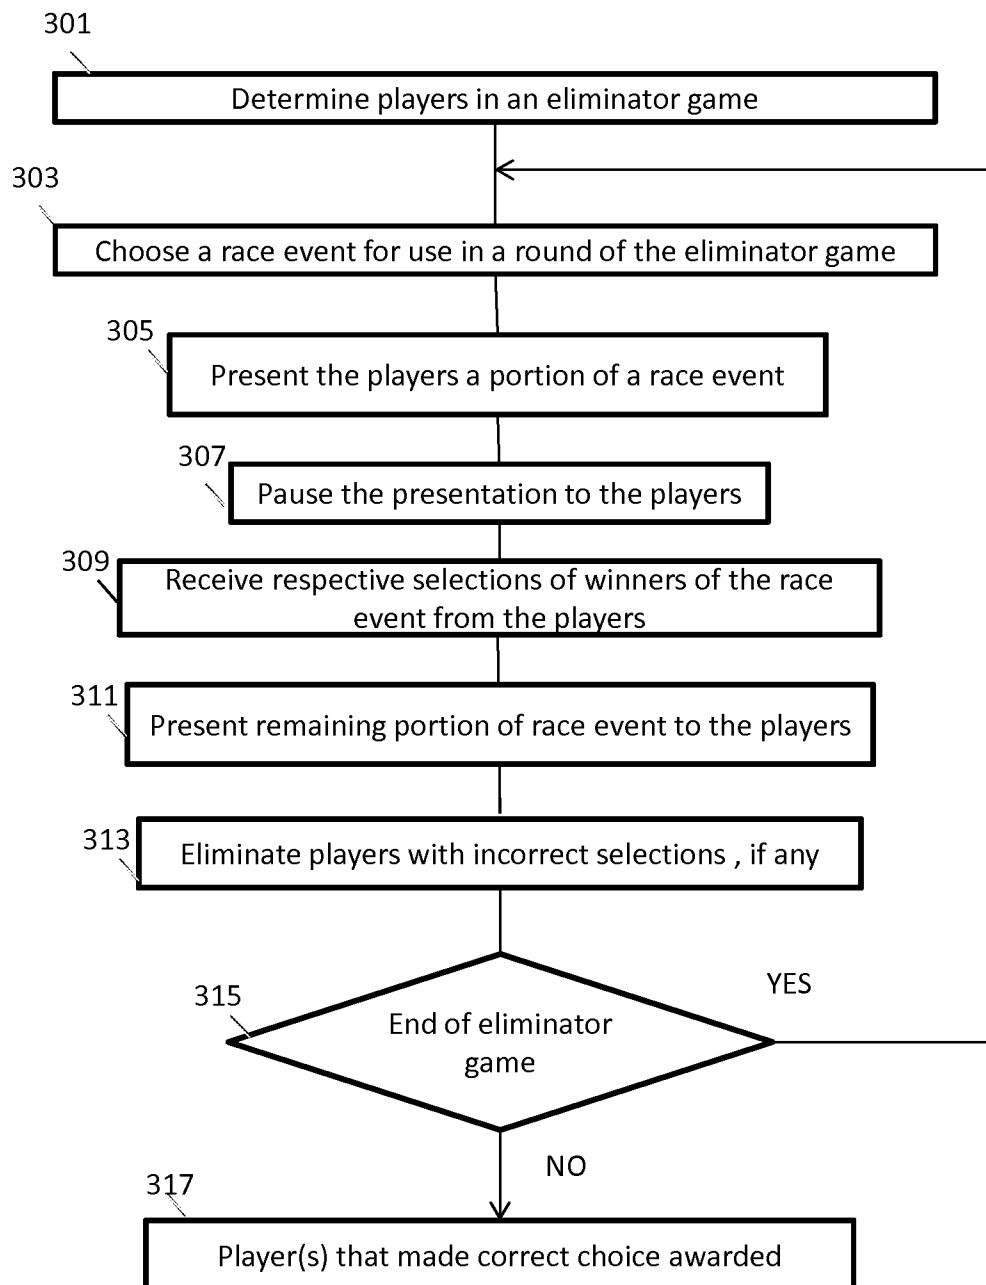 301
Determine players in an eliminator game
303
Choose a race event for use in a round of the eliminator game
305
Present the players a portion of a race event
307
Pause the presentation to the players
309
Receive respective selections of winners of the race
event from the players
311
Present remaining portion of race event to the players
313
Eliminate players with incorrect selections , if any
YES
315
End of eliminator
game
NO
317
Player(s) that made correct choice awarded